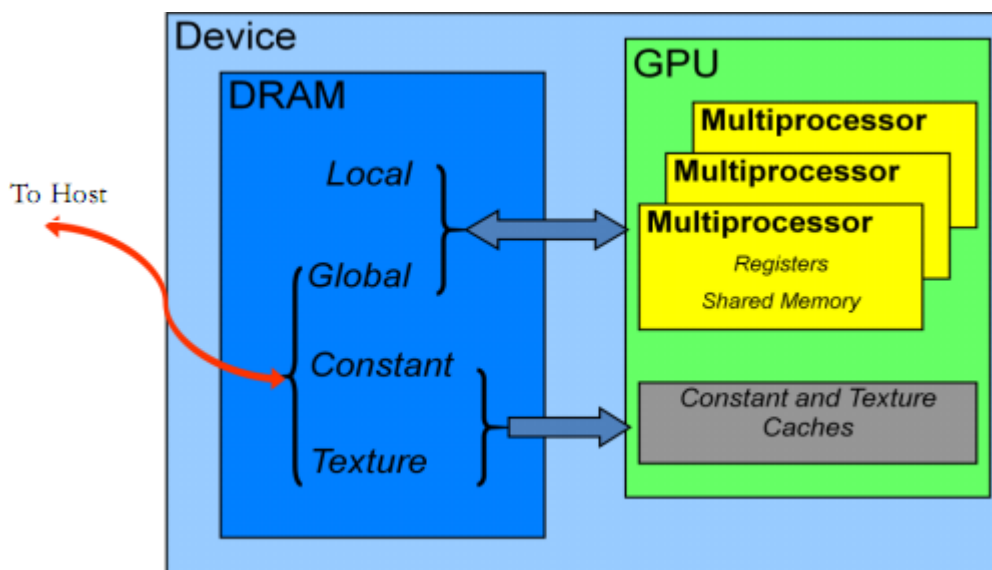 Device
DRAM
Local
Global
Constant
Texture
To Host
GPU
Multiprocessor
Multiprocessor
Multiprocessor
Registers
Shared Memory
Constant and Texture
Caches